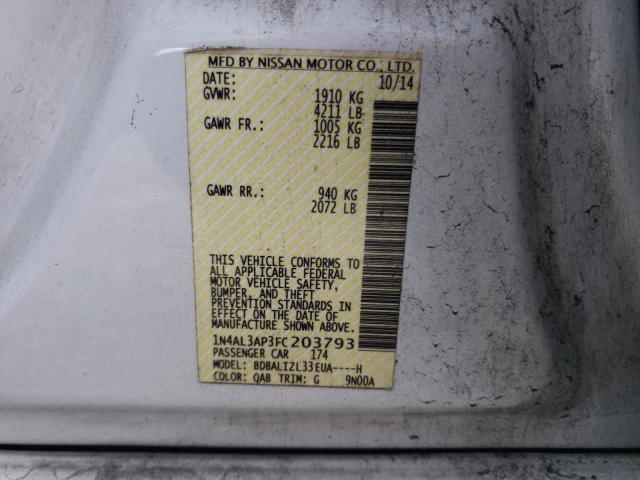 MFD BY NISSAN MOTOR CO., LTD.
DATE: 10/14
GVWR: 1910 KG
4211 LB
GAWR FR.: 1005 KG
2216 LB
GAWR RR.: 940 KG
2072 LB
THIS VEHICLE CONFORMS TO
ALL APPLICABLE FEDERAL
MOTOR VEHICLE SAFETY,
BUMPER, AND THEFT
PREVENTION STANDARDS IN
EFFECT ON THE DATE OF
MANUFACTURE SHOWN ABOVE.
1N4AL3AP3FC203793
PASSENGER CAR 174
MODEL: BDBALIZL33EUA----H
COLOR: QAB TRIM: G 9N00A